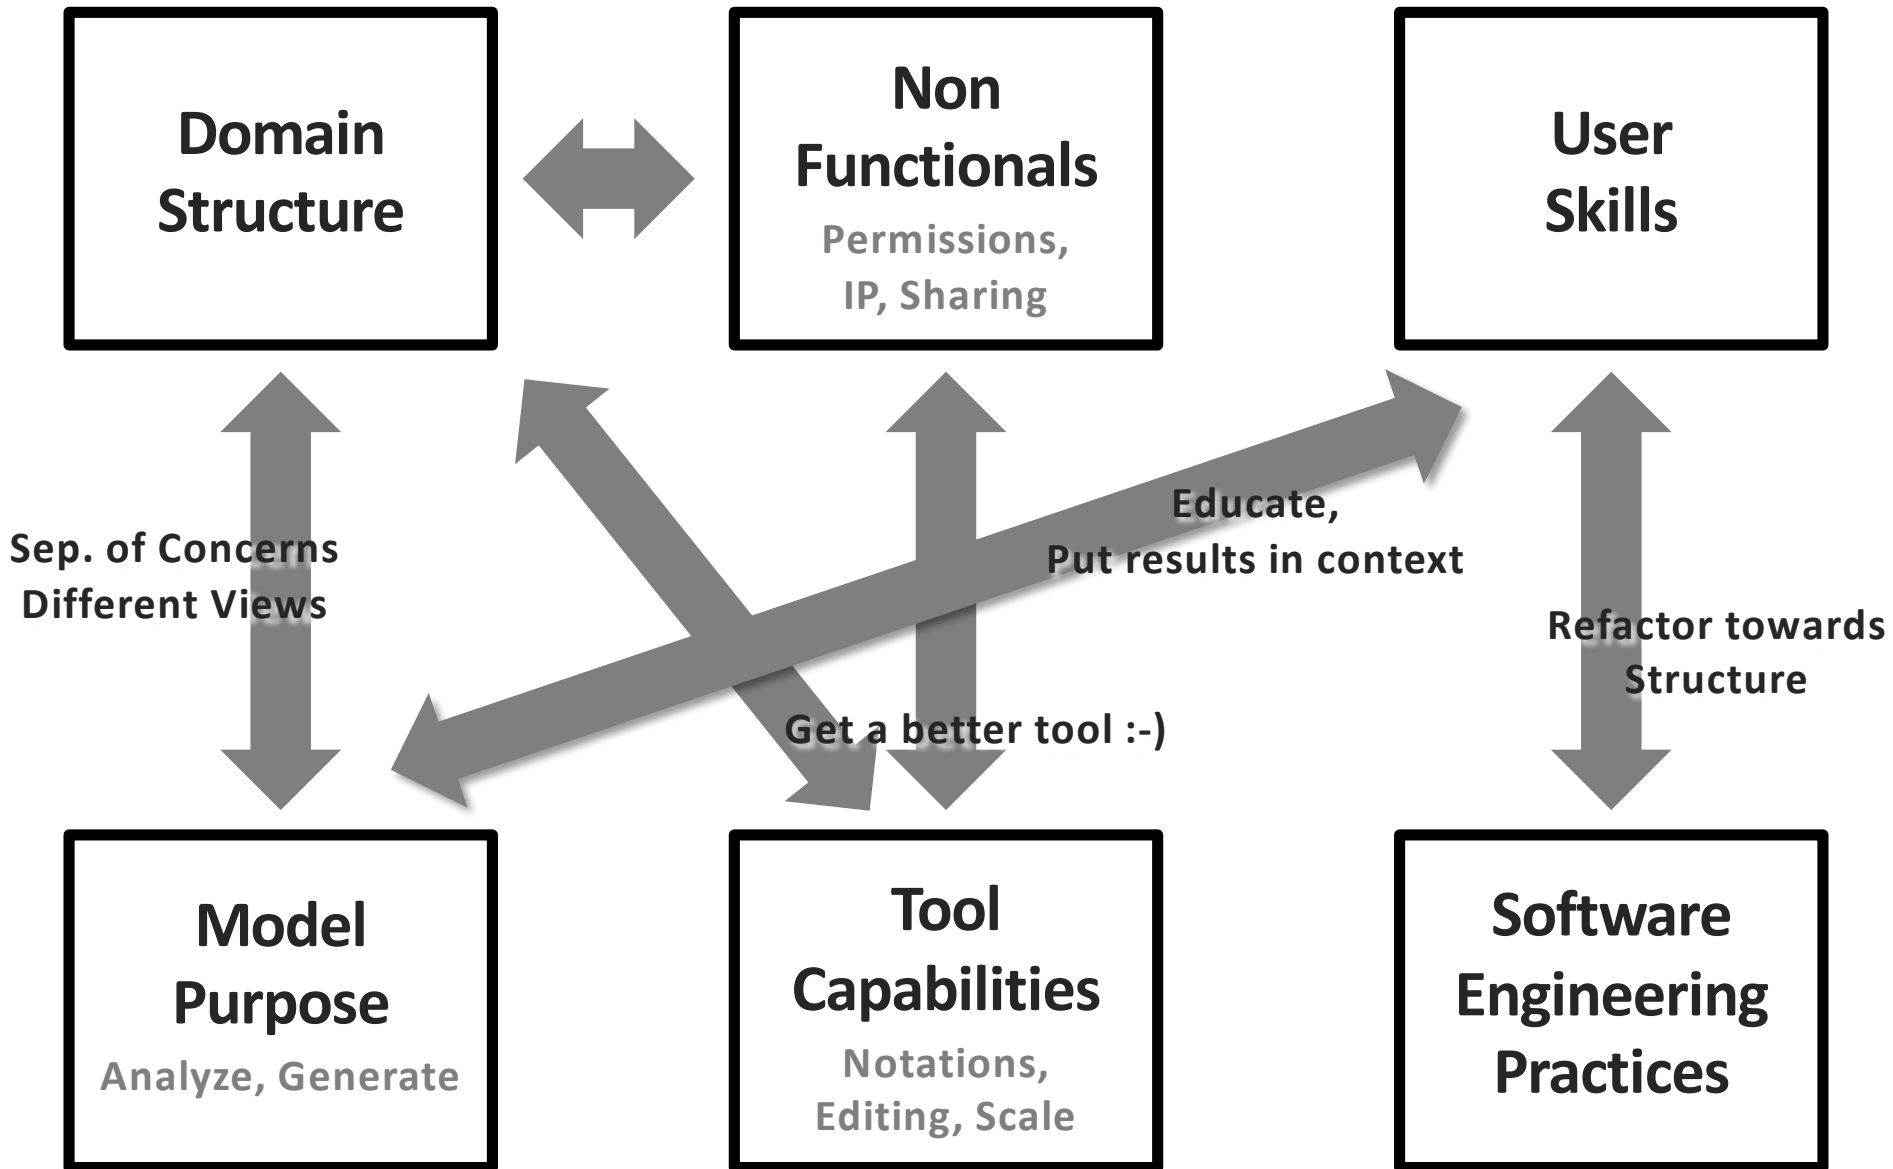 Domain
Structure
Non
Functionals
Permissions,
IP, Sharing
User
Skills
Sep. of Concerns
Different Views
Educate,
Put results in context
Refactor towards
Structure
Get a better tool :-)
Model
Purpose
Analyze, Generate
Tool
Capabilities
Notations,
Editing, Scale
Software
Engineering
Practices